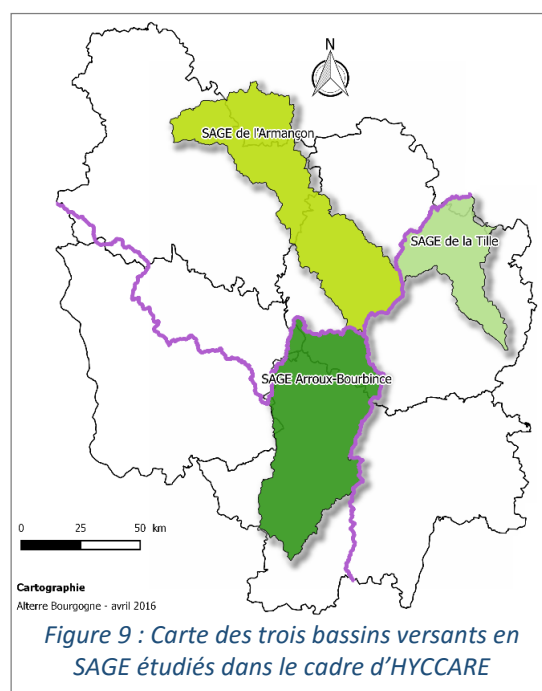 N
SAGE de l'Armançon
SAGE de la Tille
SAGE Arroux-Bourbince
0 25 50 km
Cartographie
Alterre Bourgogne - avril 2016
Figure 9 : Carte des trois bassins versants en
SAGE étudiés dans le cadre d'HYCCARE